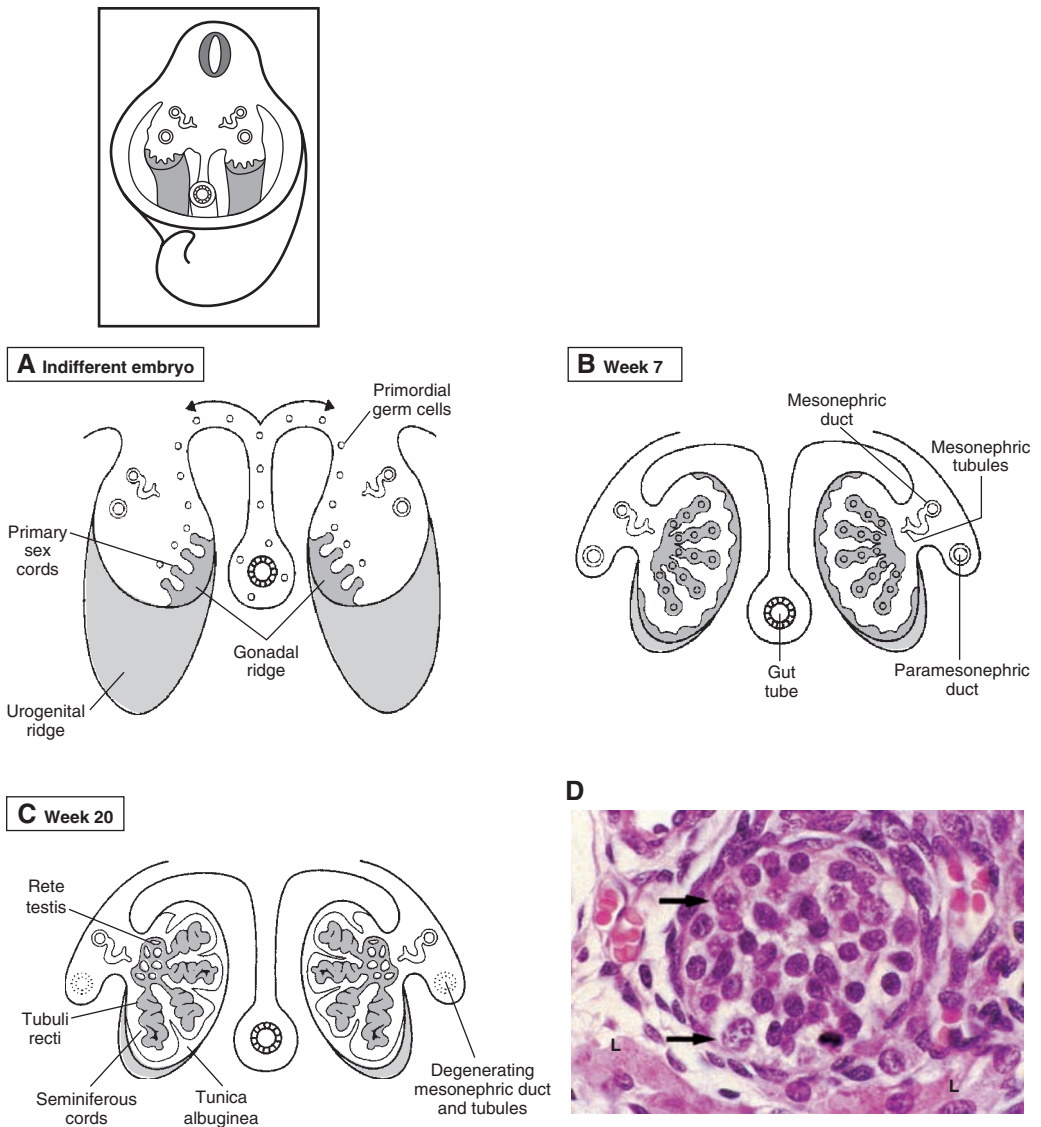 A Indifferent embryo
Primordial
germ cells
Primary
sex
cords
Gonadal
ridge
Urogenital
ridge
B Week 7
Mesonephric
duct
Mesonephric
tubules
Gut
tube
Paramesonephric
duct
C Week 20
Rete
testis
Tubuli
recti
Seminiferous
cords
Tunica
albuginea
Degenerating
mesonephric duct
and tubules
D
L
L